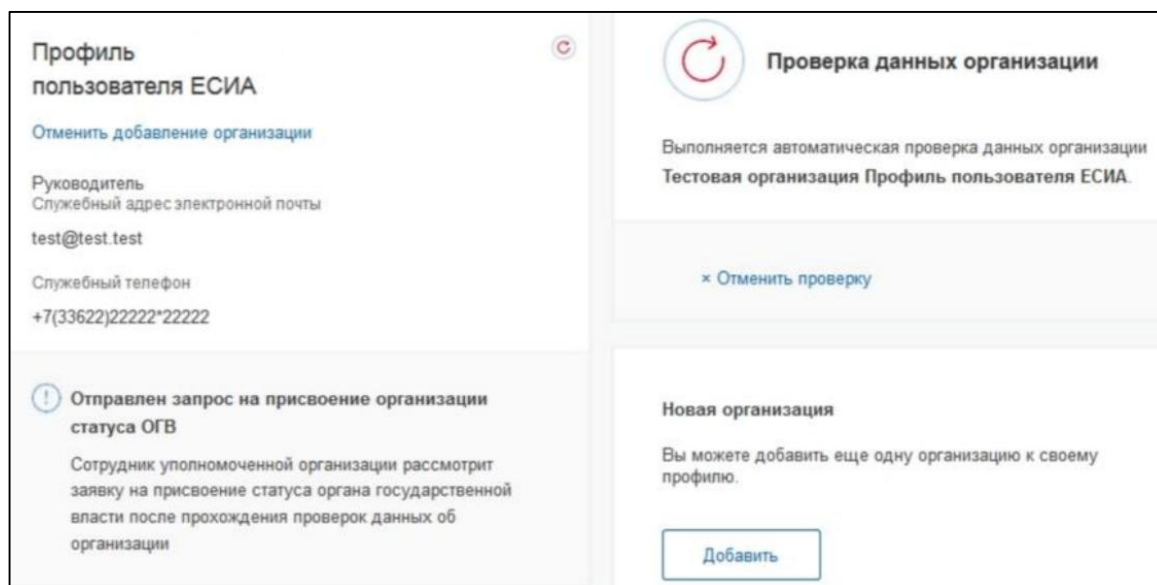 Профиль
пользователя ЕСИА
Отменить добавление организации
Руководитель
Служебный адрес электронной почты
test@test.test
Служебный телефон
+7(33622)22222*22222
Отправлен запрос на присвоение организации
статуса ОГВ
Сотрудник уполномоченной организации рассмотрит
заявку на присвоение статуса органа государственной
власти после прохождения проверок данных об
организации
Проверка данных организации
Выполняется автоматическая проверка данных организации
Тестовая организация Профиль пользователя ЕСИА.
× Отменить проверку
Новая организация
Вы можете добавить еще одну организацию к своему
профилю.
Добавить